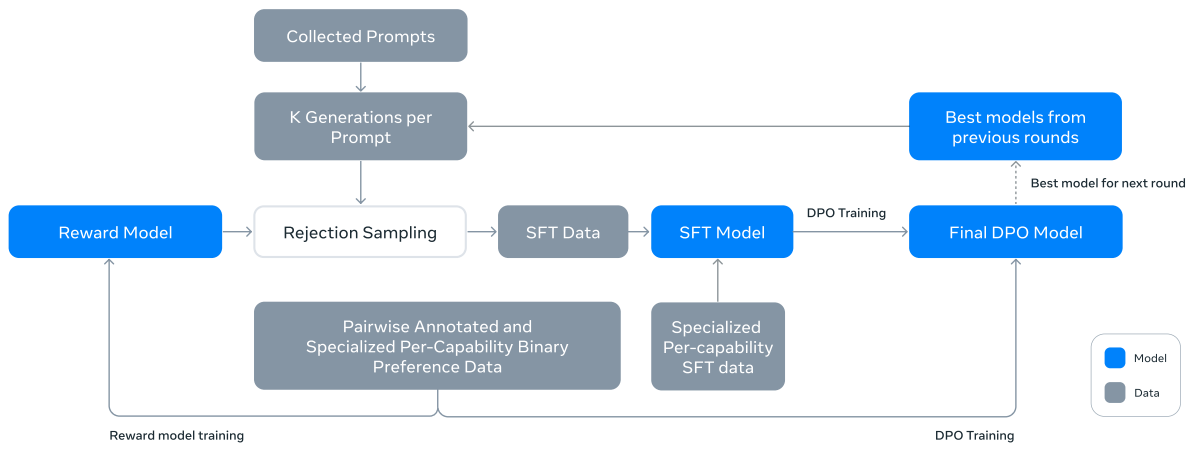 Collected Prompts
K Generations per
Prompt
Best models from
previous rounds
Best model for next round
Reward Model
Rejection Sampling
SFT Data
SFT Model
DPO Training
Final DPO Model
Pairwise Annotated and
Specialized Per-Capability Binary
Preference Data
Specialized
Per-capability
SFT data
Model
Data
Reward model training
DPO Training